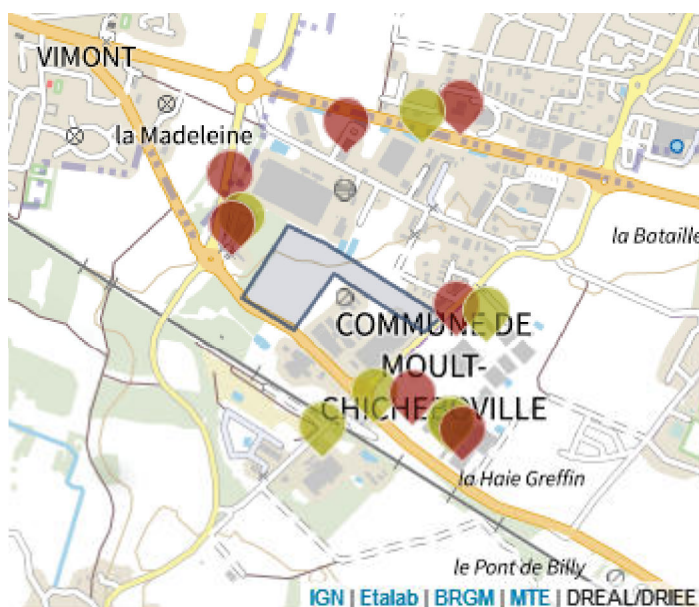 VIMONT
la Madeleine
la Bataille
COMMUNE DE
MOULT-
CHICHEBOVILLE
la Haie Greffin
le Pont de Billy
IGN | Etalab | BRGM | MTE | DREAL/DRIEE